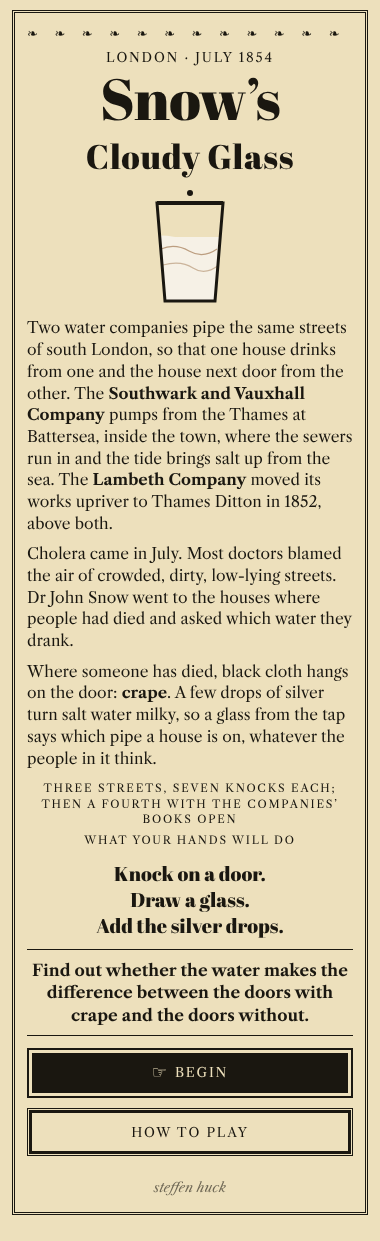 LONDON · JULY 1854
Snow's
Cloudy Glass
Two water companies pipe the same streets
of south London, so that one house drinks
from one and the house next door from the
other. The Southwark and Vauxhall
Company pumps from the Thames at
Battersea, inside the town, where the sewers
run in and the tide brings salt up from the
sea. The Lambeth Company moved its
works upriver to Thames Ditton in 1852,
above both.
Cholera came in July. Most doctors blamed
the air of crowded, dirty, low-lying streets.
Dr John Snow went to the houses where
people had died and asked which water they
drank.
Where someone has died, black cloth hangs
on the door: crape. A few drops of silver
turn salt water milky, so a glass from the tap
says which pipe a house is on, whatever the
people in it think.
THREE STREETS, SEVEN KNOCKS EACH;
THEN A FOURTH WITH THE COMPANIES'
BOOKS OPEN
WHAT YOUR HANDS WILL DO
Knock on a door.
Draw a glass.
Add the silver drops.
Find out whether the water makes the
difference between the doors with
crape and the doors without.
☞ BEGIN
HOW TO PLAY
steffen huck